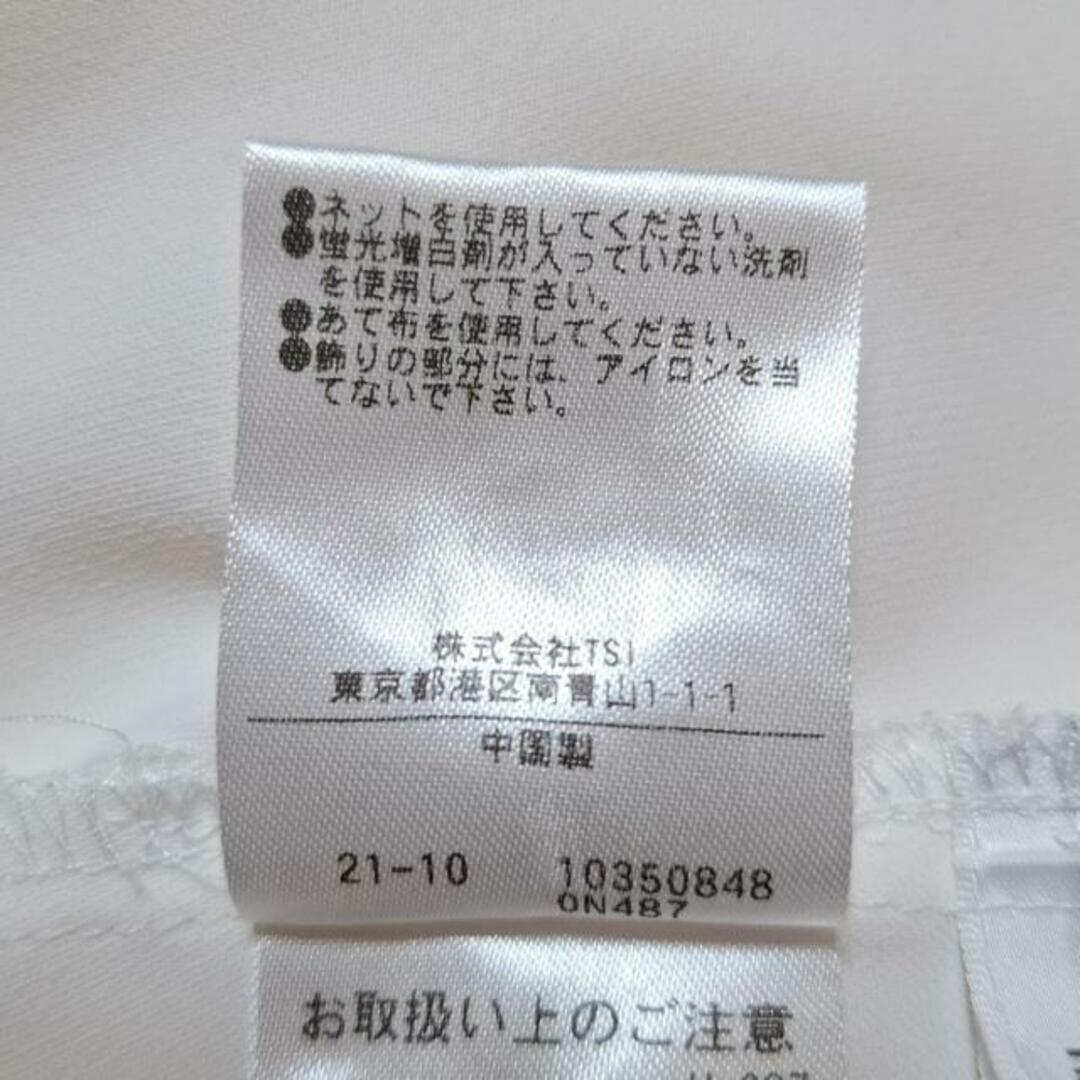 ●ネットを使用してください。
●蛍光増白剤が入っていない洗剤
を使用して下さい。
●あて布を使用してください。
●飾りの部分には、アイロンを当
てないで下さい。
株式会社TSI
東京都港区南青山1-1-1
中国製
21-10 10350848
0N487
お取扱い上のご注意